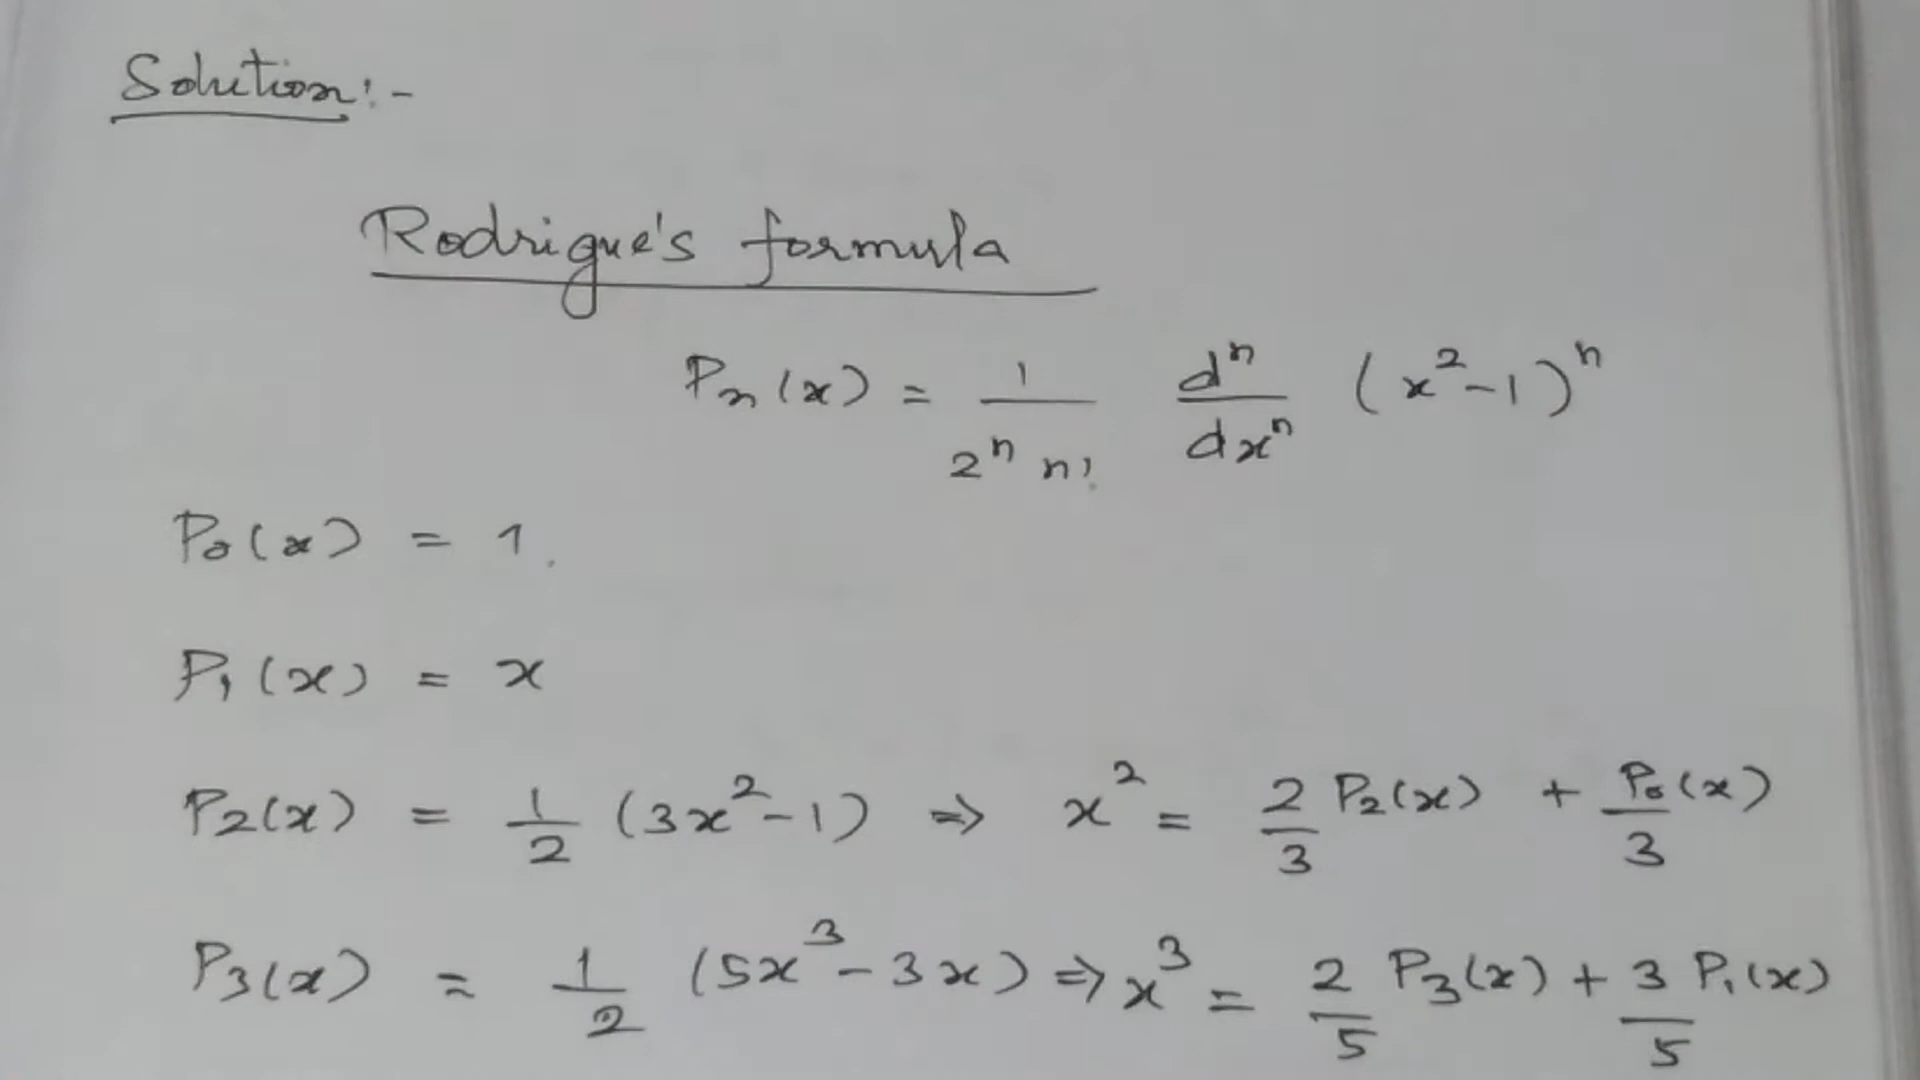 Solution:-
Rodrigue's formula
Pn(x) = 1/(2^n n!) d^n/dx^n (x^2-1)^n
P0(x) = 1.
P1(x) = x
P2(x) = 1/2 (3x^2-1) ⇒ x^2 = 2/3 P2(x) + P0(x)/3
P3(x) = 1/2 (5x^3-3x) ⇒ x^3 = 2/5 P3(x) + 3/5 P1(x)